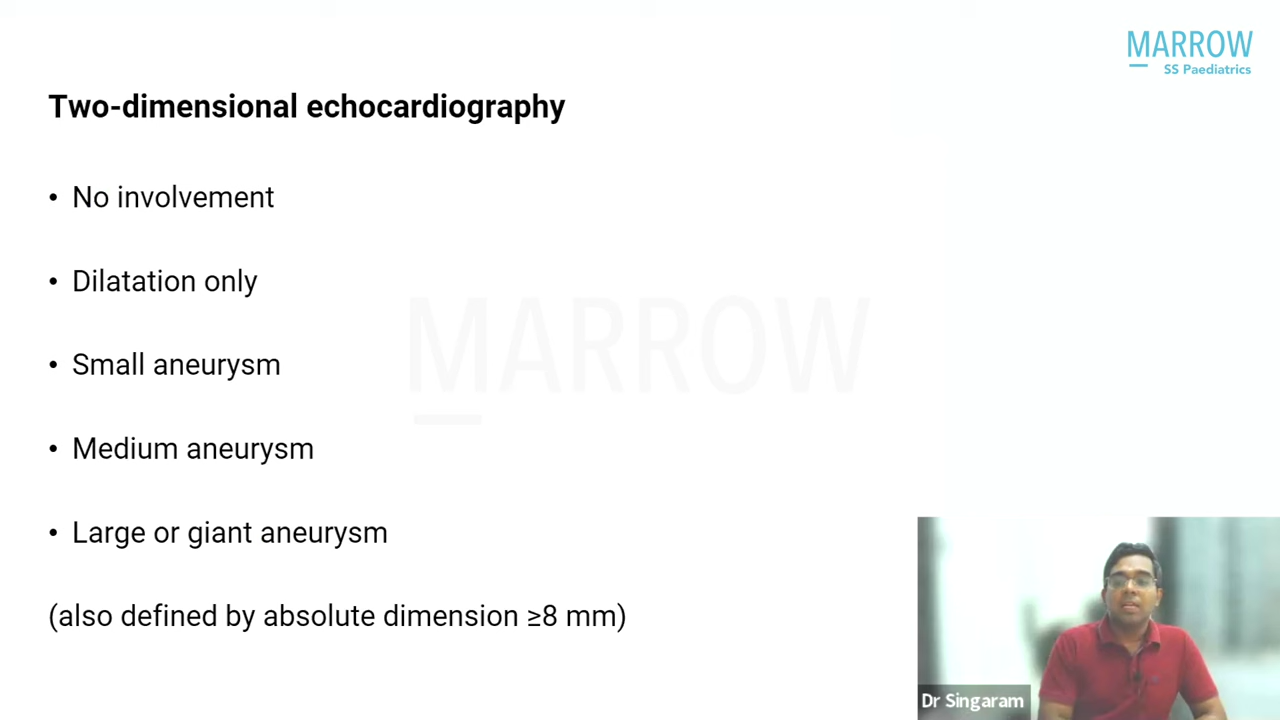 MARROW
SS Paediatrics
Two-dimensional echocardiography
• No involvement
• Dilatation only
• Small aneurysm
• Medium aneurysm
• Large or giant aneurysm
(also defined by absolute dimension ≥8 mm)
MARROW
Dr Singaram